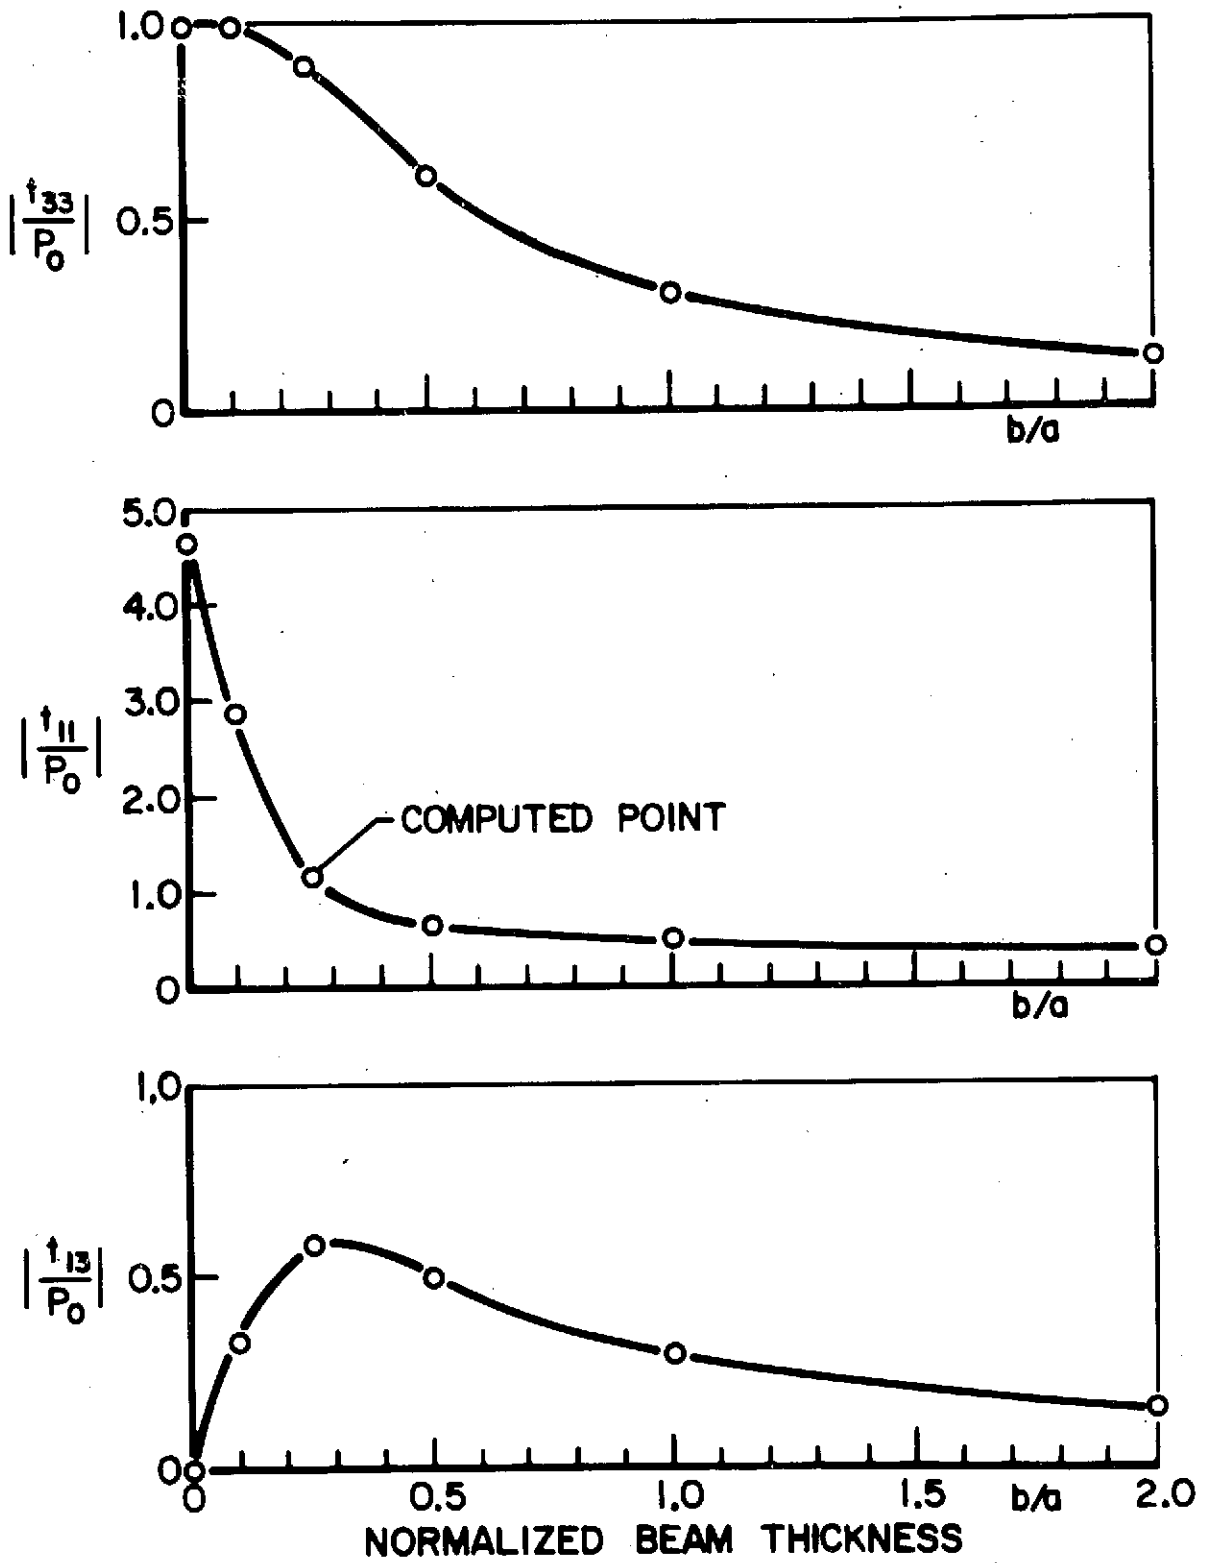 1.0
|t33/P0|
0.5
0
b/a
5.0
4.0
3.0
|t11/P0|
2.0
COMPUTED POINT
1.0
0
b/a
1.0
|t13/P0|
0.5
0
0 0.5 1.0 1.5 b/a 2.0
NORMALIZED BEAM THICKNESS